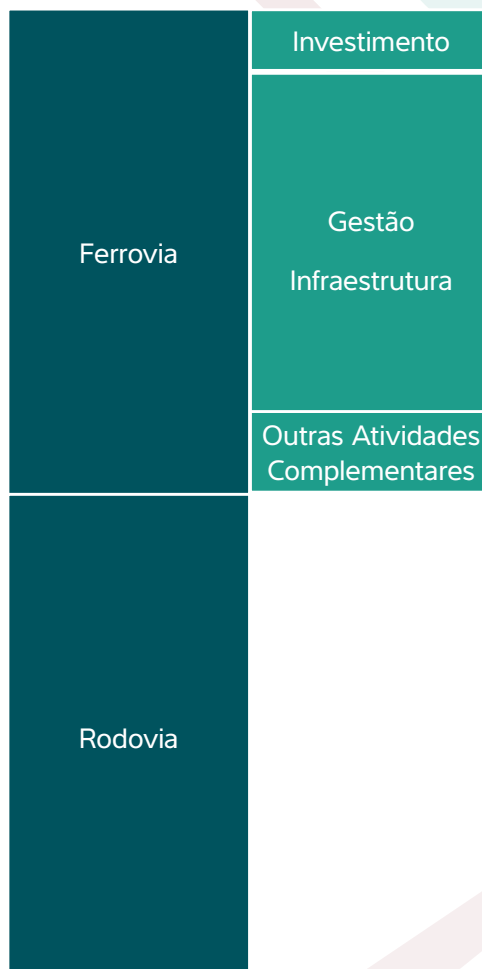 Investimento
Ferrovia
Gestão
Infraestrutura
Outras Atividades
Complementares
Rodovia